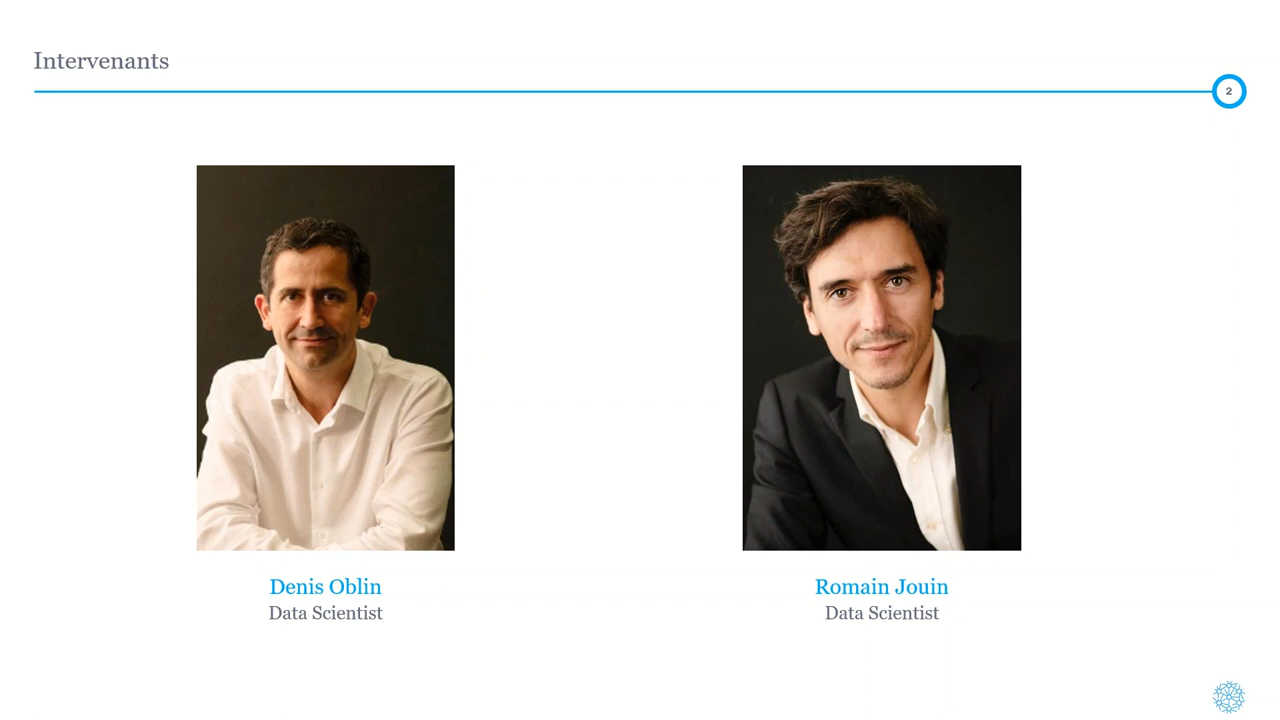 Intervenants
2
Denis Oblin
Data Scientist
Romain Jouin
Data Scientist